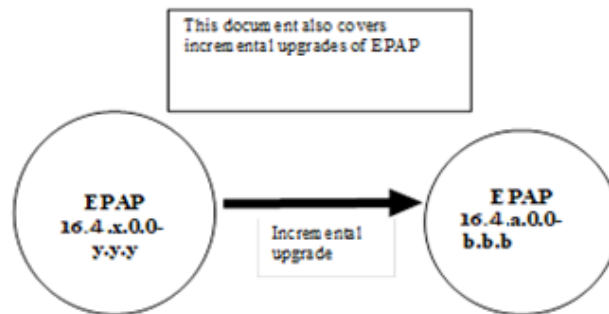 This document also covers
incremental upgrades of EPAP
EPAP
16.4.x.0.0-
y.y.y
Incremental
upgrade
EPAP
16.4.a.0.0-
b.b.b